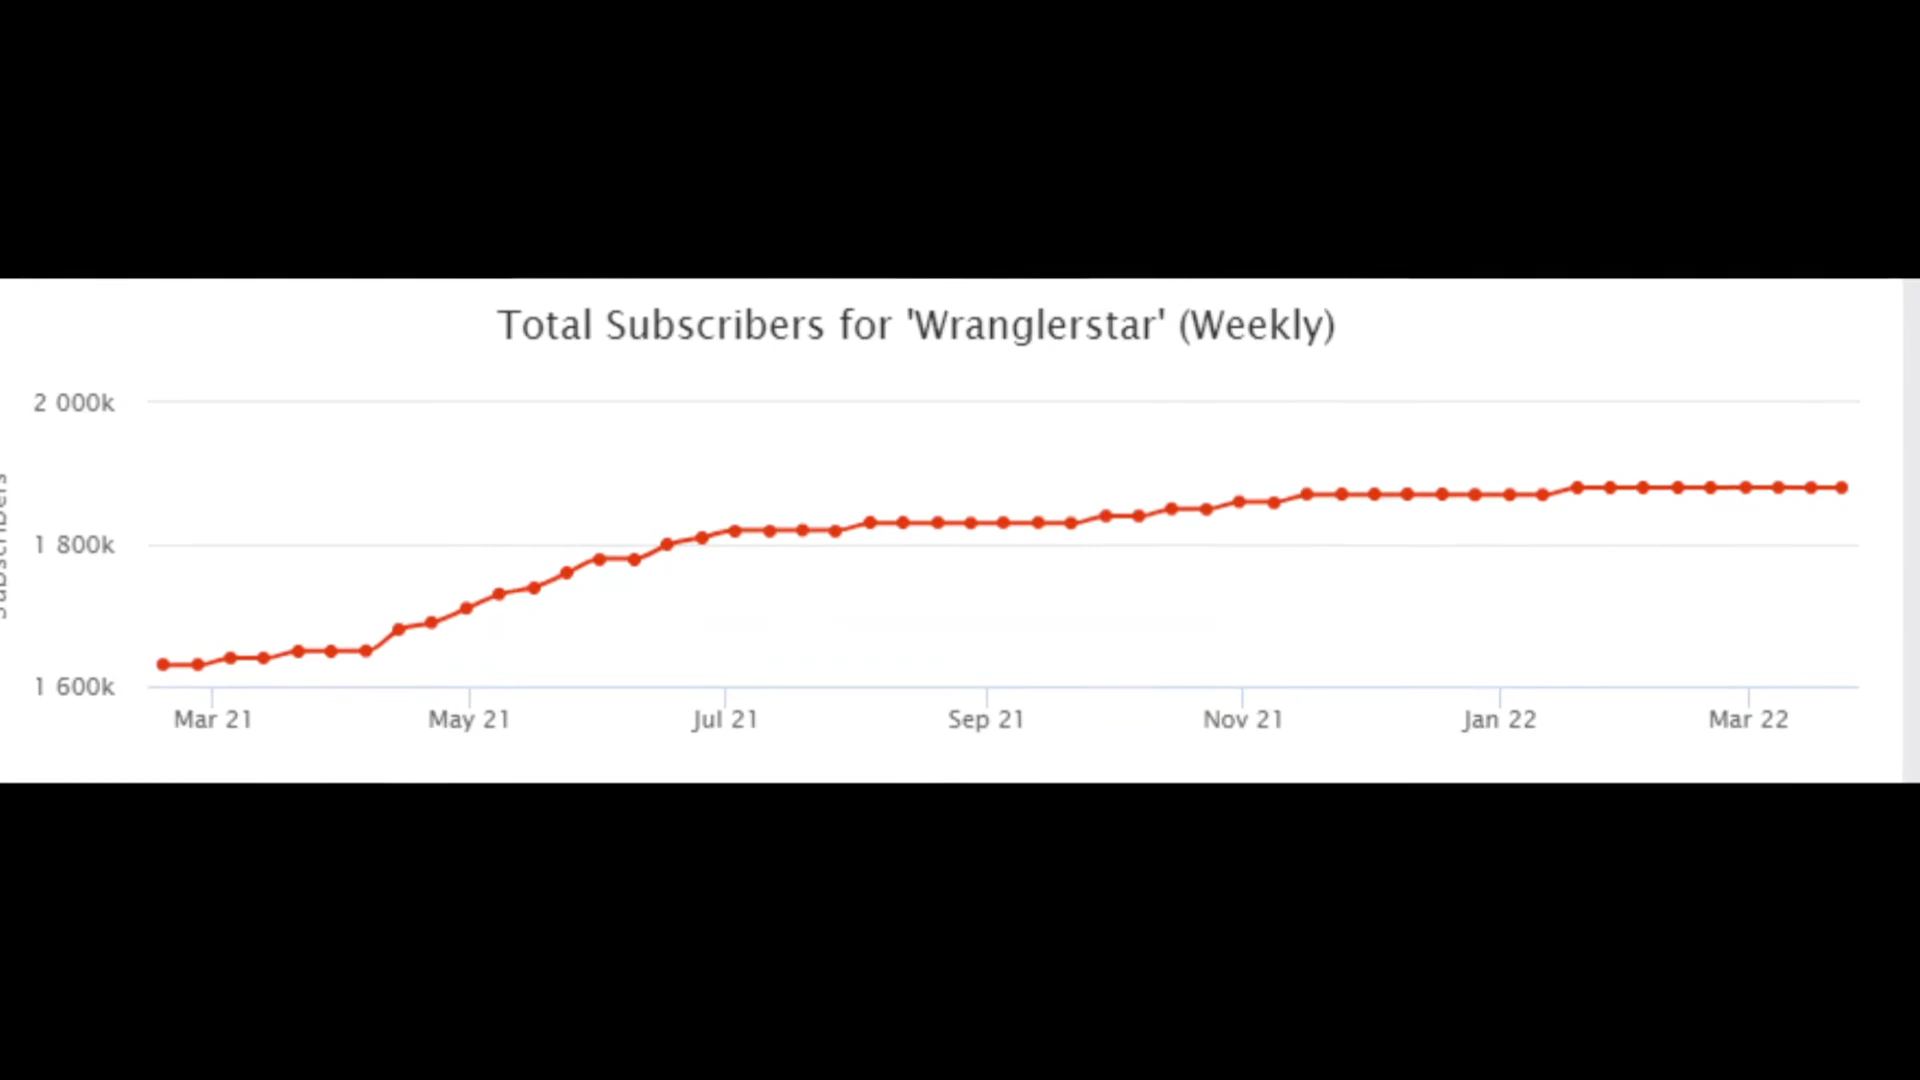 Total Subscribers for 'Wranglerstar' (Weekly)
2 000k
1 800k
1 600k
Subscribers
Mar 21
May 21
Jul 21
Sep 21
Nov 21
Jan 22
Mar 22